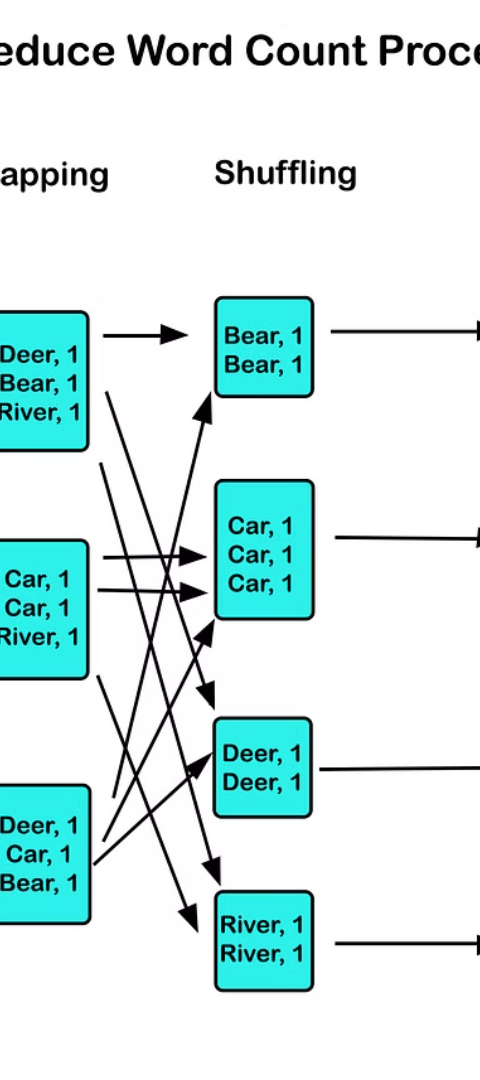 educe Word Count Proce
apping
Shuffling
Deer, 1
Bear, 1
River, 1
Car, 1
Car, 1
River, 1
Deer, 1
Car, 1
Bear, 1
Bear, 1
Bear, 1
Car, 1
Car, 1
Car, 1
Deer, 1
Deer, 1
River, 1
River, 1